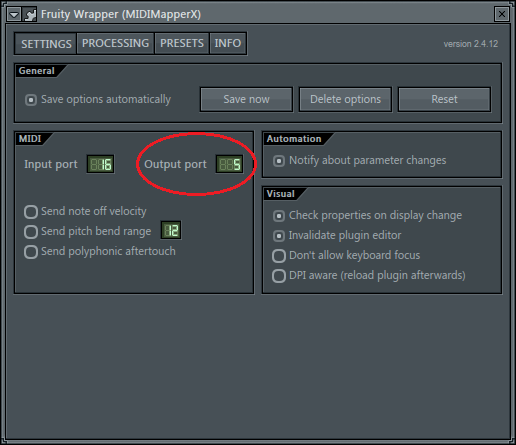 Fruity Wrapper (MIDIMapperX)
SETTINGS PROCESSING PRESETS INFO version 2.4.12
General
Save options automatically Save now Delete options Reset
MIDI
Input port 16 Output port 5
Send note off velocity
Send pitch bend range 12
Send polyphonic aftertouch
Automation
Notify about parameter changes
Visual
Check properties on display change
Invalidate plugin editor
Don't allow keyboard focus
DPI aware (reload plugin afterwards)